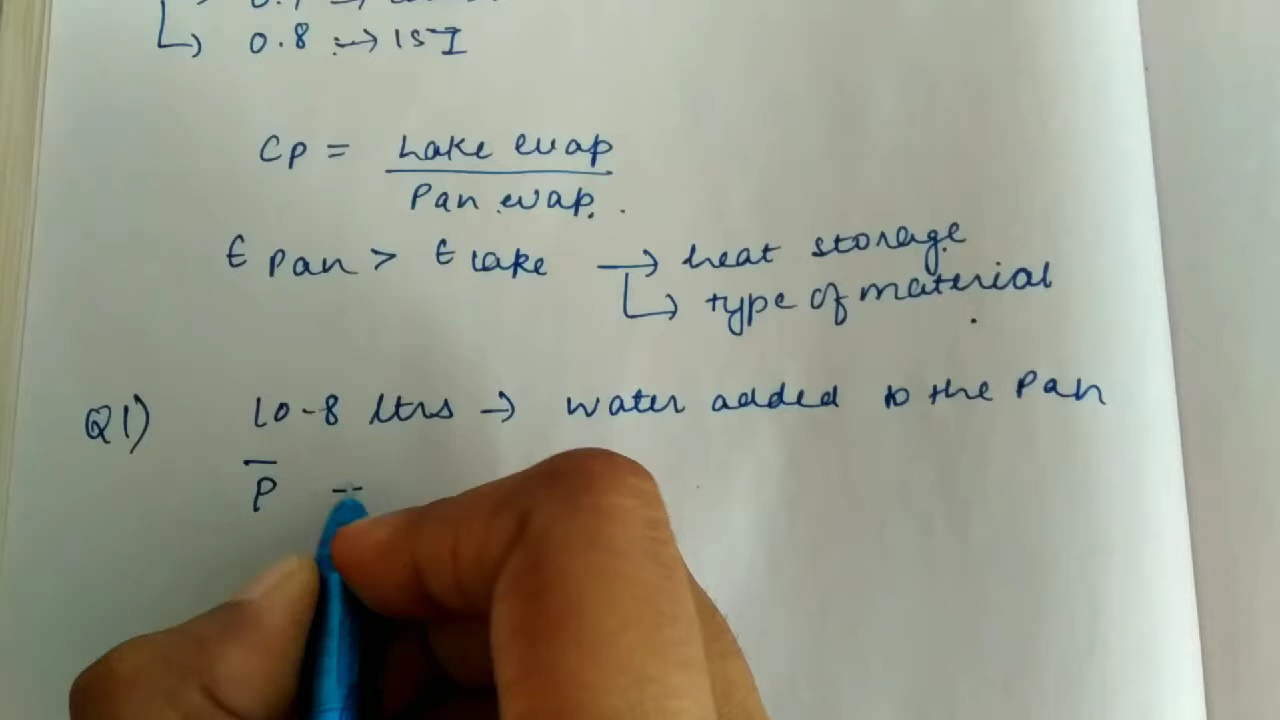 0.8 → ISI
Cp = Lake evap
Pan evap.
E Pan > E Lake → heat storage
↳ type of material
Q1) 10.8 ltrs → water added to the Pan
P̅